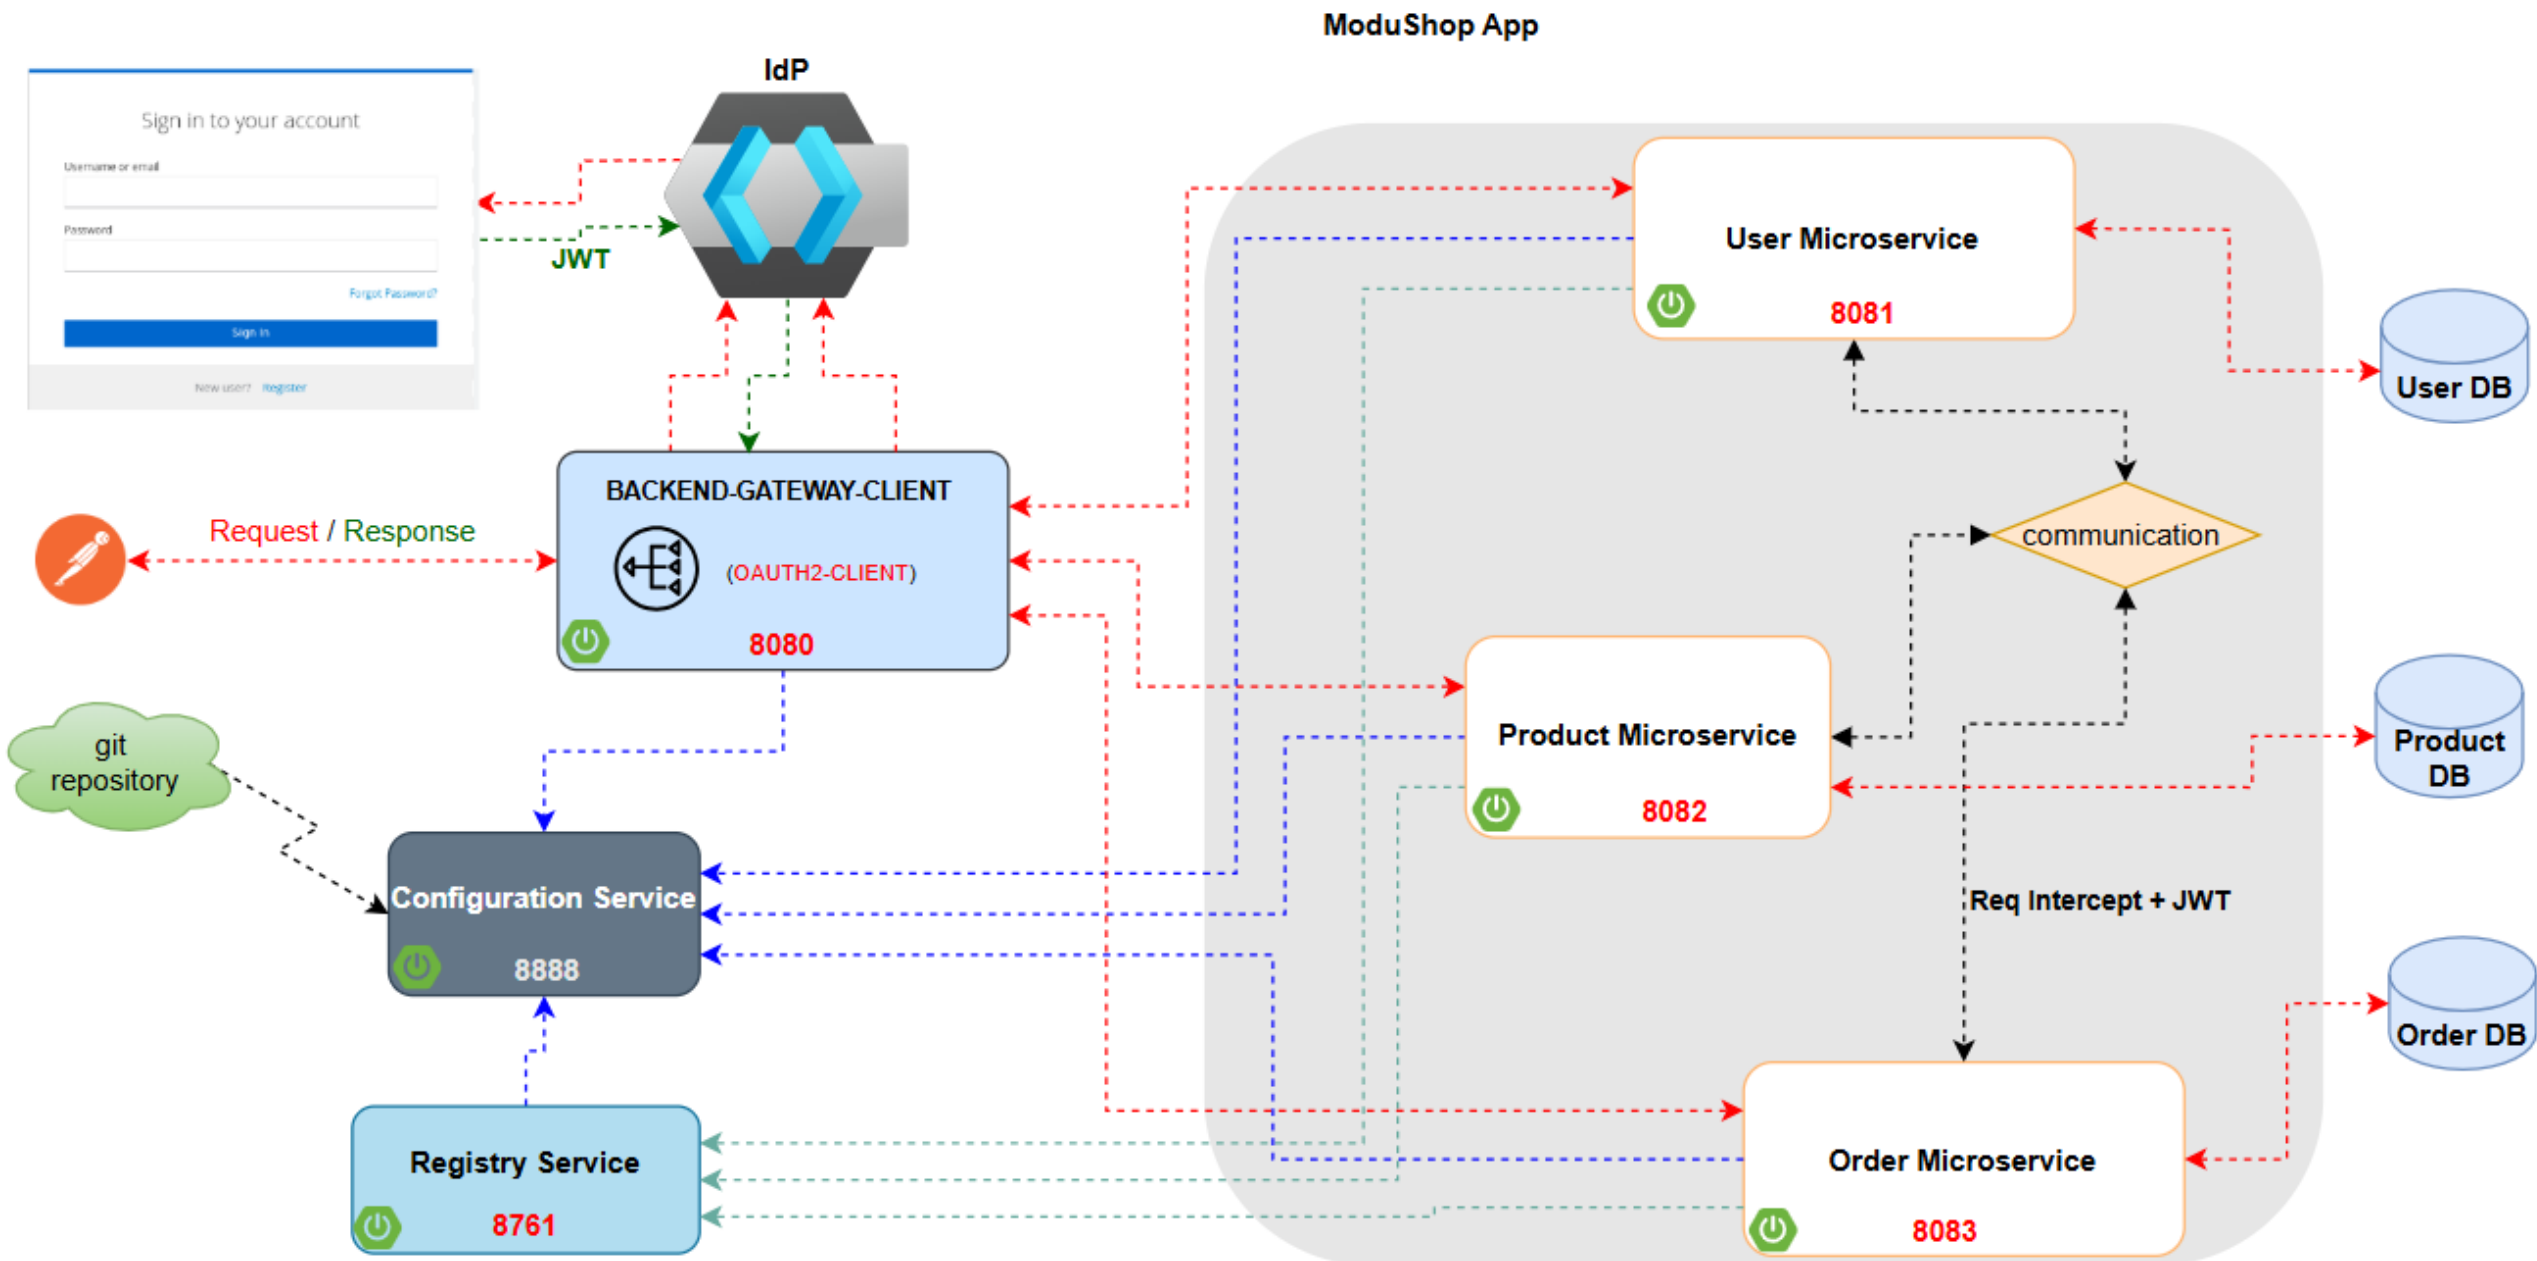 ModuShop App
IdP
Sign in to your account
Username or email
Password
Forgot Password?
Sign In
New user? Register
JWT
User Microservice
8081
User DB
BACKEND-GATEWAY-CLIENT
(OAUTH2-CLIENT)
8080
Request / Response
communication
git
repository
Product Microservice
8082
Product
DB
Configuration Service
8888
Req Intercept + JWT
Order DB
Registry Service
8761
Order Microservice
8083